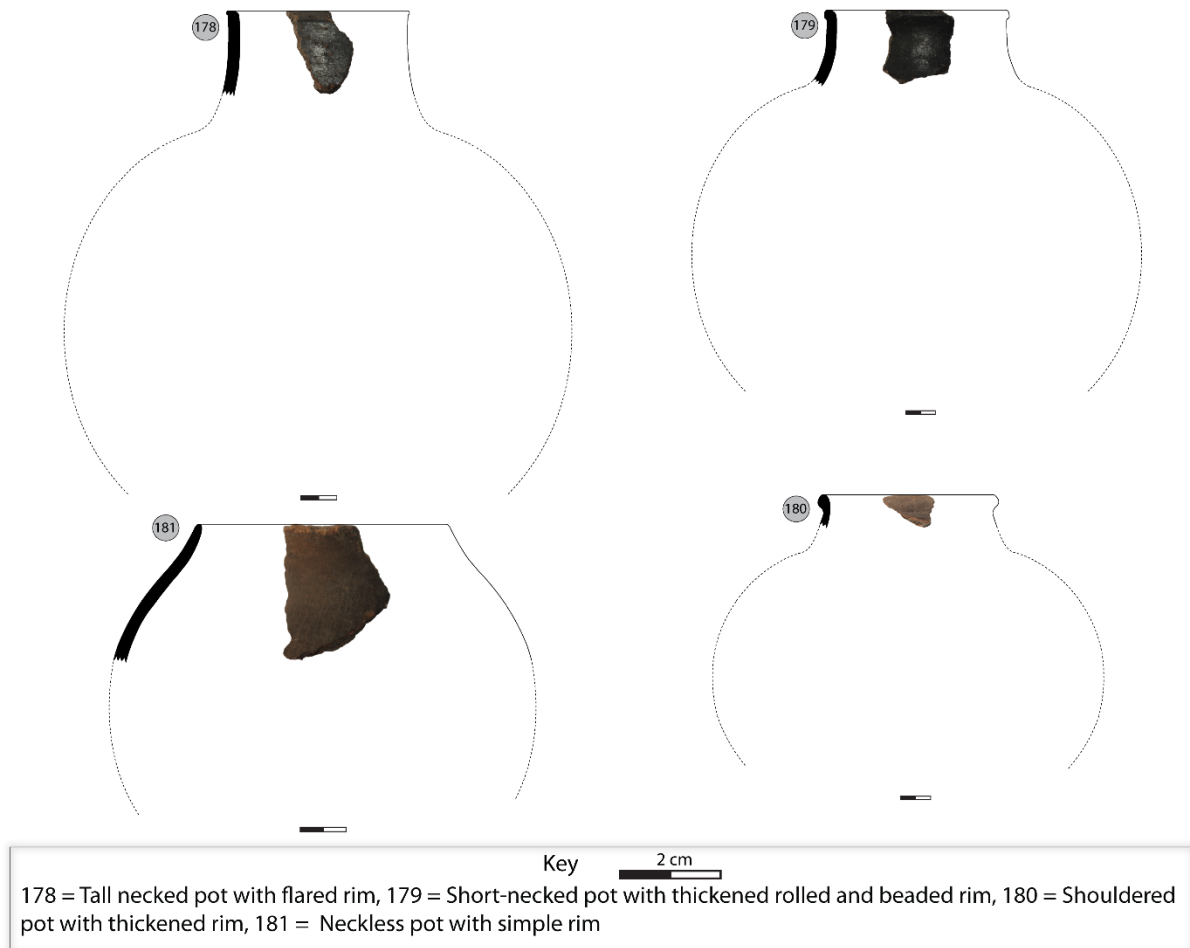 178
179
181
180
Key 2 cm
178 = Tall necked pot with flared rim, 179 = Short-necked pot with thickened rolled and beaded rim, 180 = Shouldered
pot with thickened rim, 181 = Neckless pot with simple rim